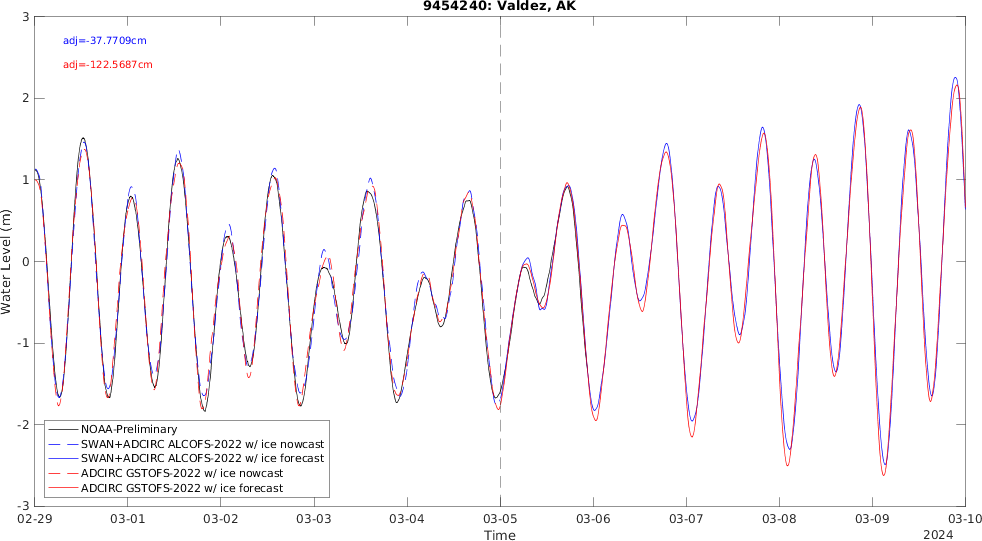 9454240: Valdez, AK
adj=-37.7709cm
adj=-122.5687cm
Water Level (m)
3
2
1
0
-1
-2
-3
NOAA-Preliminary
SWAN+ADCIRC ALCOFS-2022 w/ ice nowcast
SWAN+ADCIRC ALCOFS-2022 w/ ice forecast
ADCIRC GSTOFS-2022 w/ ice nowcast
ADCIRC GSTOFS-2022 w/ ice forecast
02-29 03-01 03-02 03-03 03-04 03-05 03-06 03-07 03-08 03-09 03-10
Time
2024